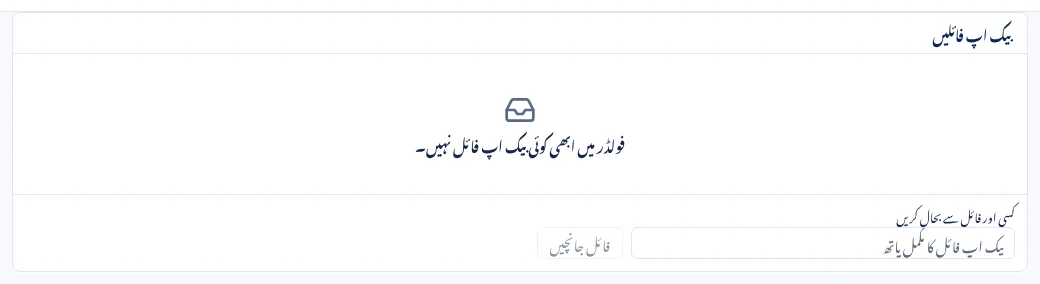 بیک اپ فائلیں
فولڈر میں ابھی کوئی بیک اپ فائل نہیں۔
کسی اور فائل سے بحال کریں
بیک اپ فائل کا مکمل پاتھ
فائل جانچیں